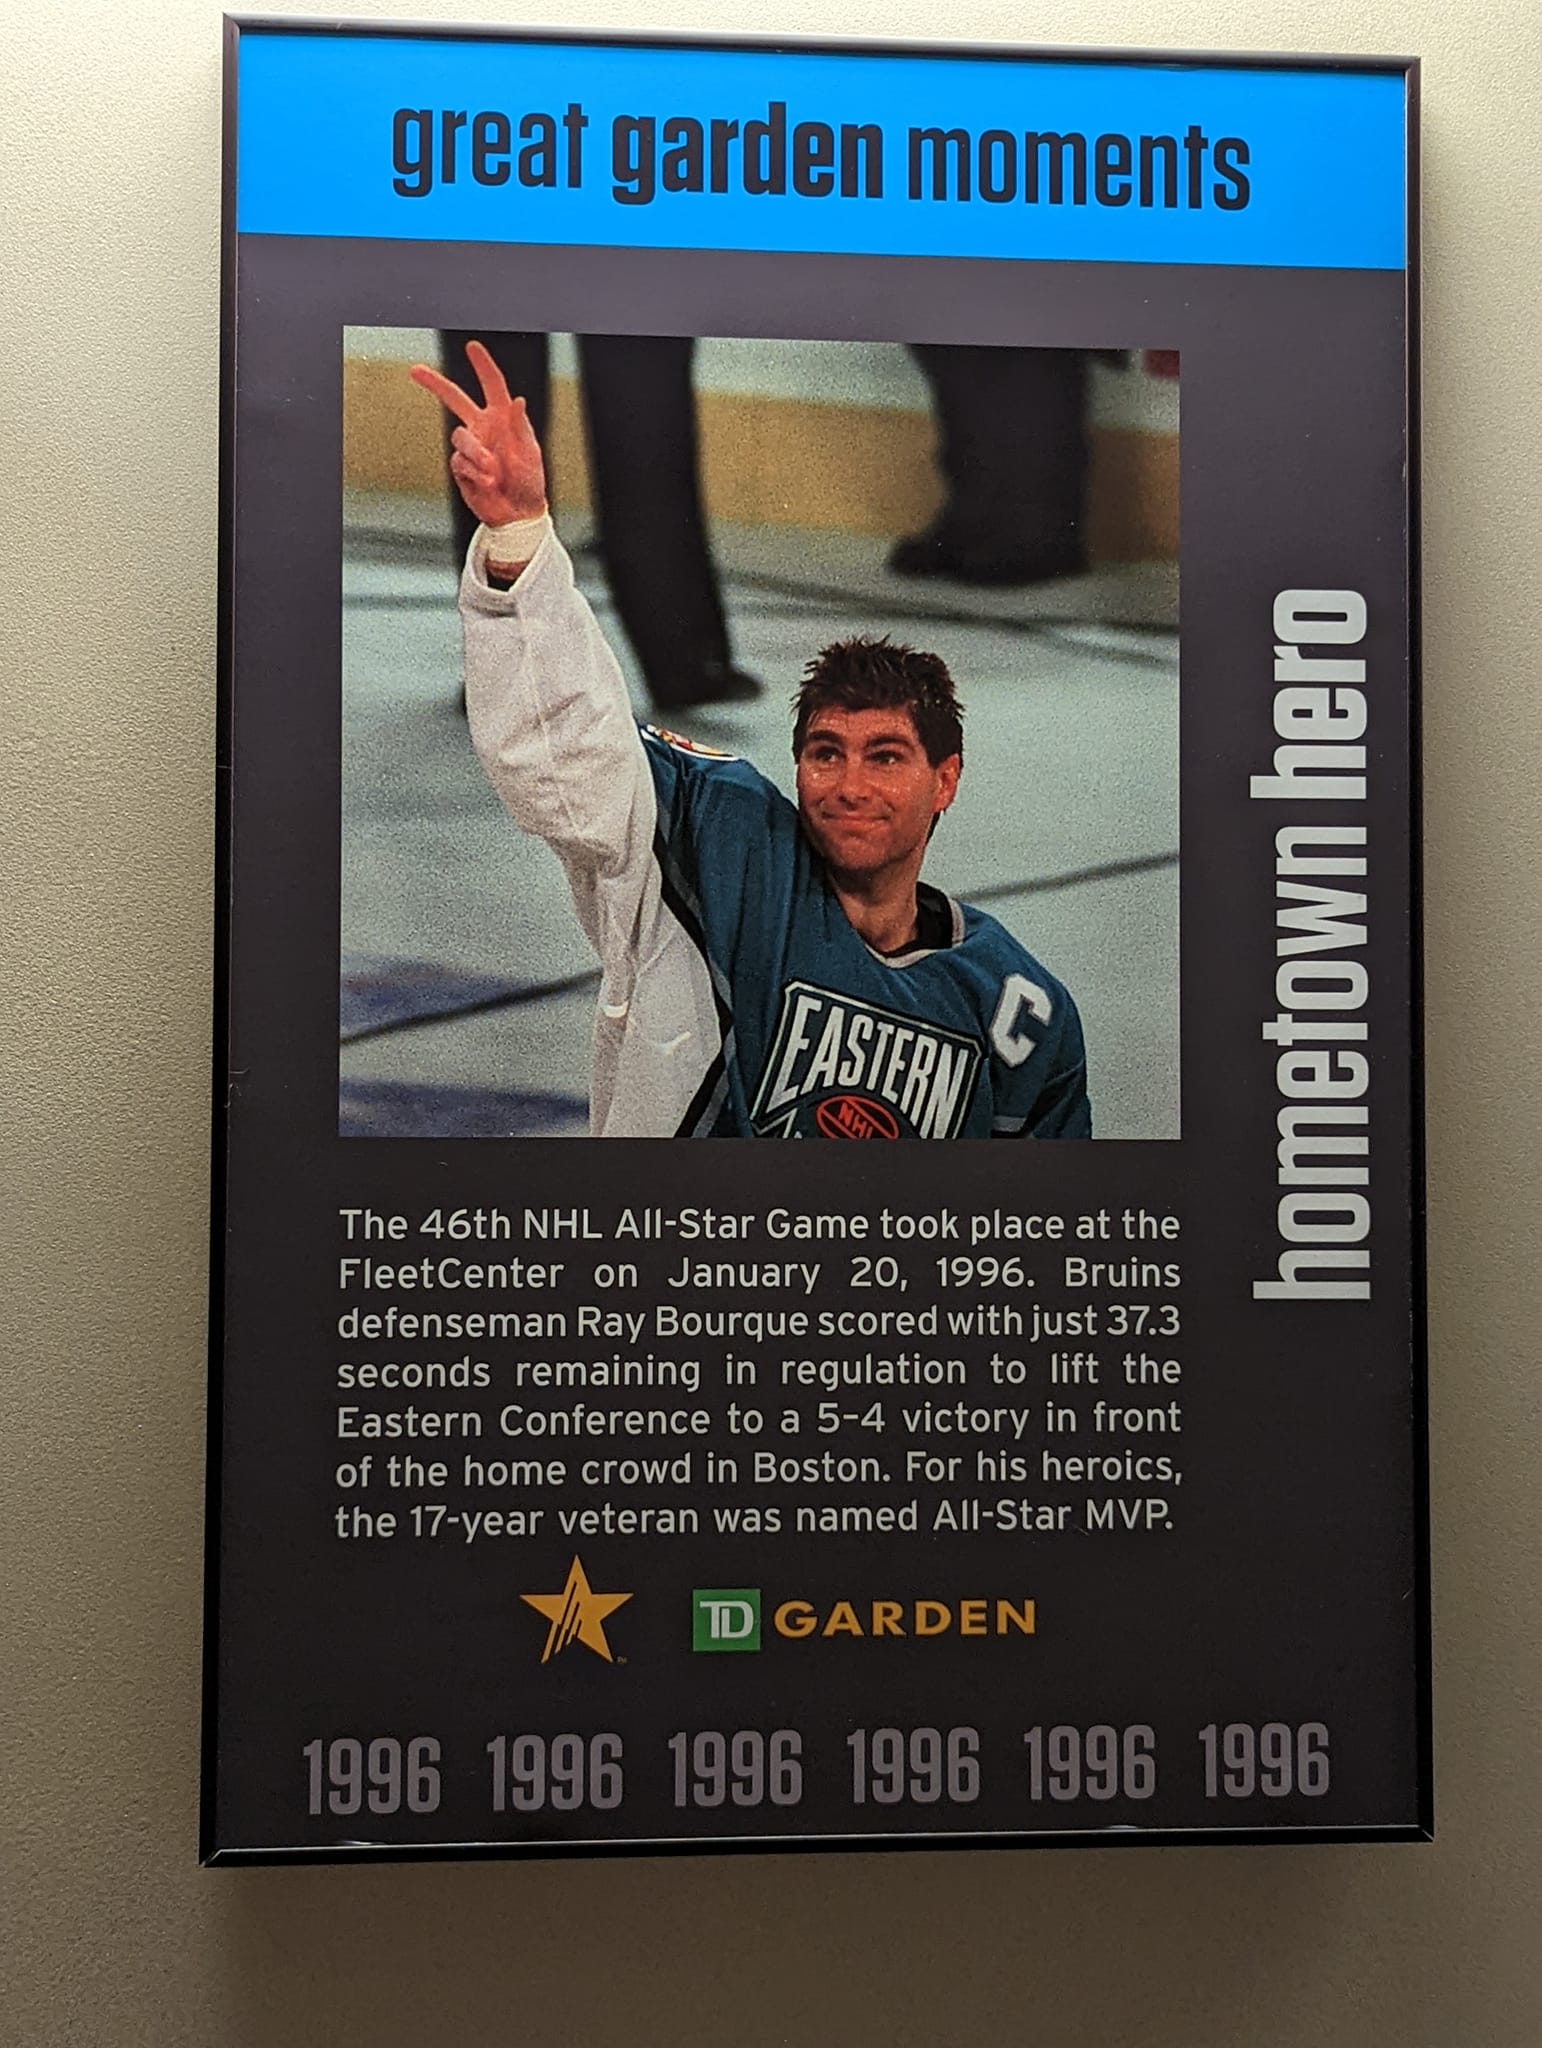 great garden moments
EASTERN
C
NHL
hometown hero
The 46th NHL All-Star Game took place at the
FleetCenter on January 20, 1996. Bruins
defenseman Ray Bourque scored with just 37.3
seconds remaining in regulation to lift the
Eastern Conference to a 5-4 victory in front
of the home crowd in Boston. For his heroics,
the 17-year veteran was named All-Star MVP.
TM
TD GARDEN
1996 1996 1996 1996 1996 1996